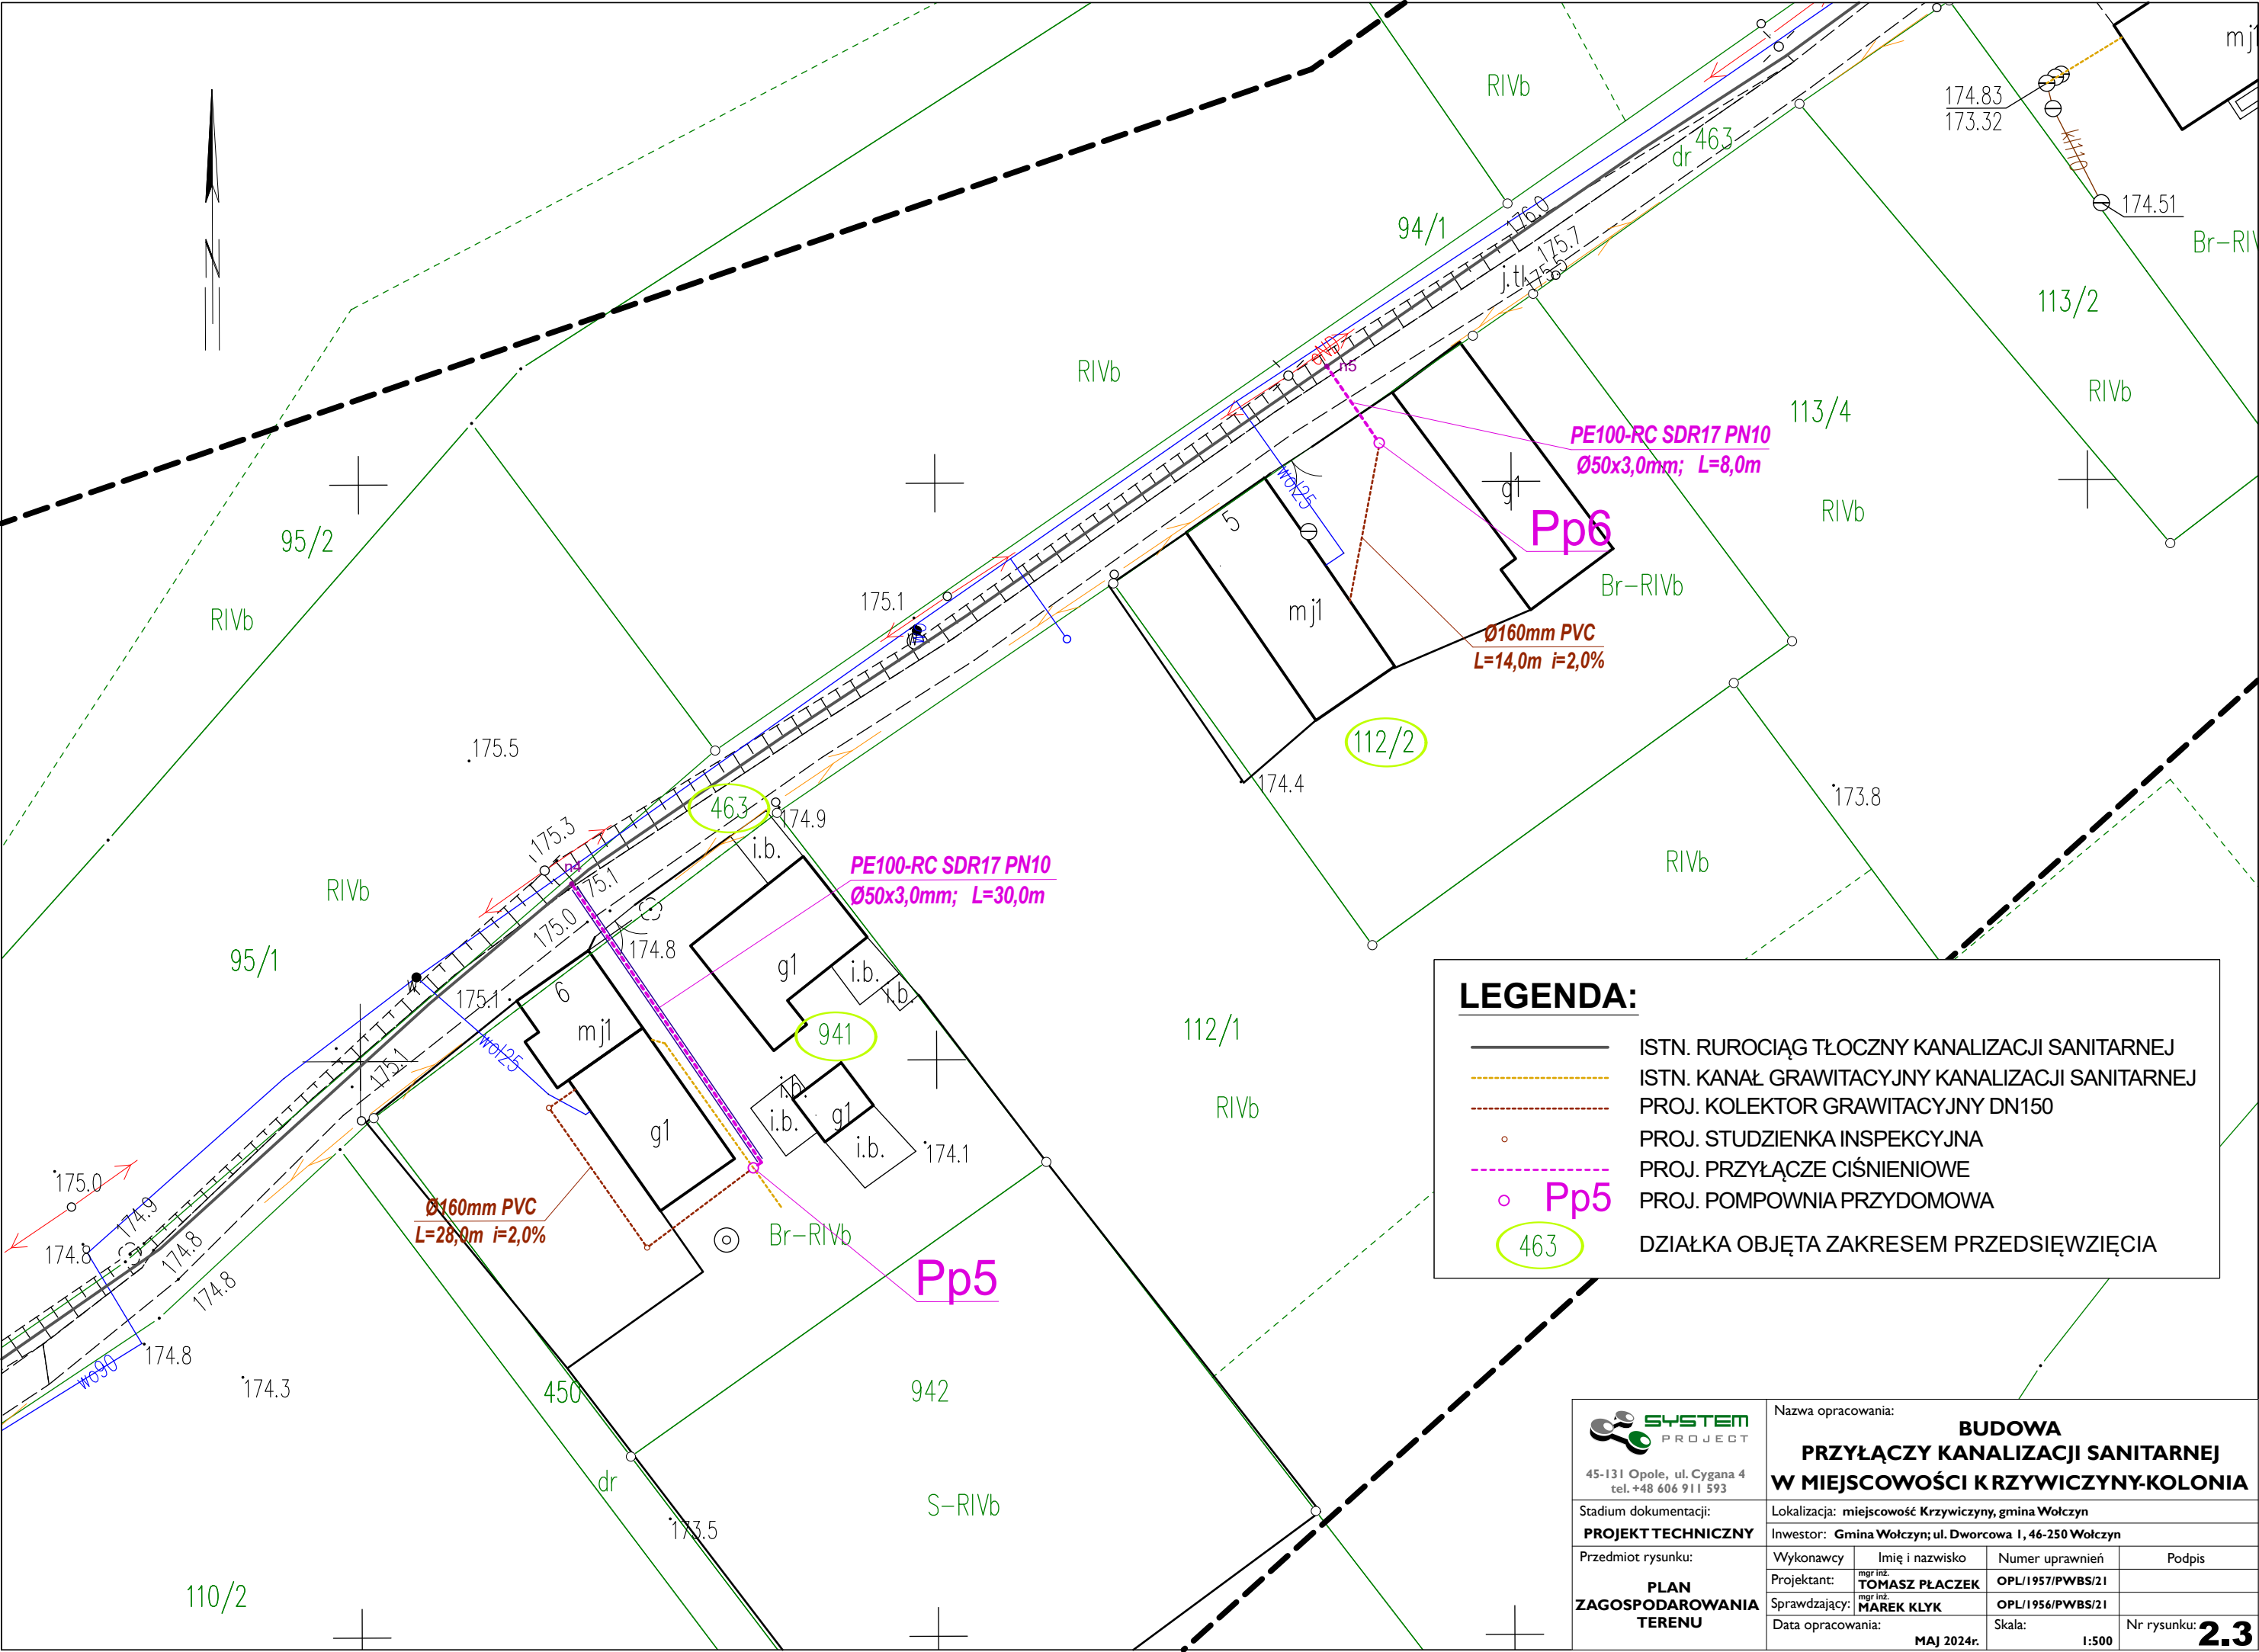 N
RIVb
463
dr
94/1
176.0
175.7
j.tł.
175.5
174.83
173.32
kł110
174.51
mj1
Br-RIV
113/2
RIVb
RIVb
eND
n5
113/4
PE100-RC SDR17 PN10
Ø50x3,0mm; L=8,0m
g1
Pp6
RIVb
wol25
5
mj1
Br-RIVb
Ø160mm PVC
L=14,0m i=2,0%
95/2
RIVb
175.1
112/2
174.4
173.8
RIVb
175.5
463
174.9
i.b.
175.3
n4
175.1
PE100-RC SDR17 PN10
Ø50x3,0mm; L=30,0m
RIVb
175.0
174.8
95/1
g1
i.b.
i.b.
175.1
6
mj1
941
112/1
RIVb
wol25
175.1
i.b.
i.b.
g1
i.b.
174.1
g1
175.0
174.9
174.8
174.8
174.8
Ø160mm PVC
L=28,0m i=2,0%
Br-RIVb
Pp5
174.8
wo90
174.3
450
942
dr
S-RIVb
173.5
110/2
LEGENDA:
ISTN. RUROCIĄG TŁOCZNY KANALIZACJI SANITARNEJ
ISTN. KANAŁ GRAWITACYJNY KANALIZACJI SANITARNEJ
PROJ. KOLEKTOR GRAWITACYJNY DN150
PROJ. STUDZIENKA INSPEKCYJNA
PROJ. PRZYŁĄCZE CIŚNIENIOWE
Pp5 PROJ. POMPOWNIA PRZYDOMOWA
463 DZIAŁKA OBJĘTA ZAKRESEM PRZEDSIĘWZIĘCIA
SYSTEM
PROJECT
45-131 Opole, ul. Cygana 4
tel. +48 606 911 593
Nazwa opracowania:
BUDOWA
PRZYŁĄCZY KANALIZACJI SANITARNEJ
W MIEJSCOWOŚCI KRZYWICZYNY-KOLONIA
Stadium dokumentacji:
PROJEKT TECHNICZNY
Lokalizacja: miejscowość Krzywiczyny, gmina Wołczyn
Inwestor: Gmina Wołczyn; ul. Dworcowa 1, 46-250 Wołczyn
Przedmiot rysunku:
PLAN
ZAGOSPODAROWANIA
TERENU
Wykonawcy Imię i nazwisko Numer uprawnień Podpis
Projektant: mgr inż. TOMASZ PŁACZEK OPL/1957/PWBS/21
Sprawdzający: mgr inż. MAREK KLYK OPL/1956/PWBS/21
Data opracowania: MAJ 2024r.
Skala: 1:500
Nr rysunku: 2.3